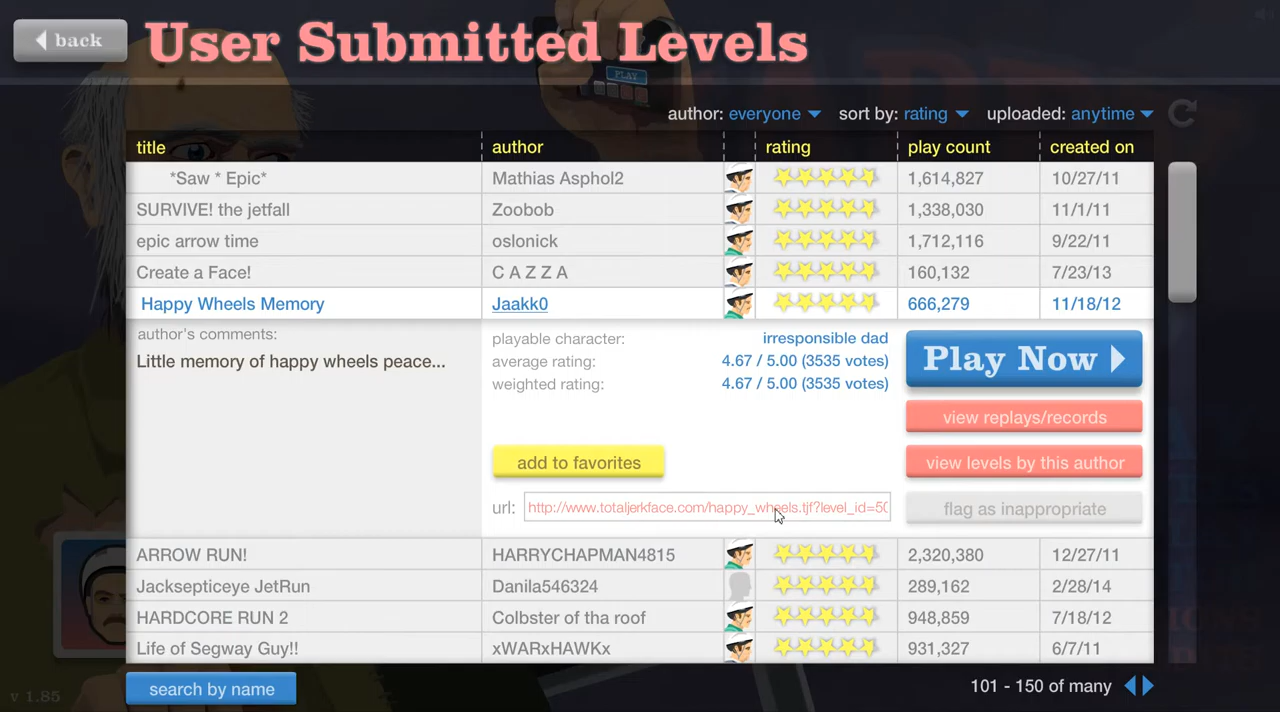 back
User Submitted Levels
PLAY
author: everyone sort by: rating uploaded: anytime
title author rating play count created on
*Saw * Epic* Mathias Asphol2 1,614,827 10/27/11
SURVIVE! the jetfall Zoobob 1,338,030 11/1/11
epic arrow time oslonick 1,712,116 9/22/11
Create a Face! C A Z Z A 160,132 7/23/13
Happy Wheels Memory Jaakk0 666,279 11/18/12
author's comments:
Little memory of happy wheels peace...
playable character: irresponsible dad
average rating: 4.67 / 5.00 (3535 votes)
weighted rating: 4.67 / 5.00 (3535 votes)
Play Now
view replays/records
add to favorites
view levels by this author
url: http://www.totaljerkface.com/happy_wheels.tjf?level_id=50
flag as inappropriate
ARROW RUN! HARRYCHAPMAN4815 2,320,380 12/27/11
Jacksepticeye JetRun Danila546324 289,162 2/28/14
HARDCORE RUN 2 Colbster of tha roof 948,859 7/18/12
Life of Segway Guy!! xWARxHAWKx 931,327 6/7/11
v 1.85
search by name
101 - 150 of many